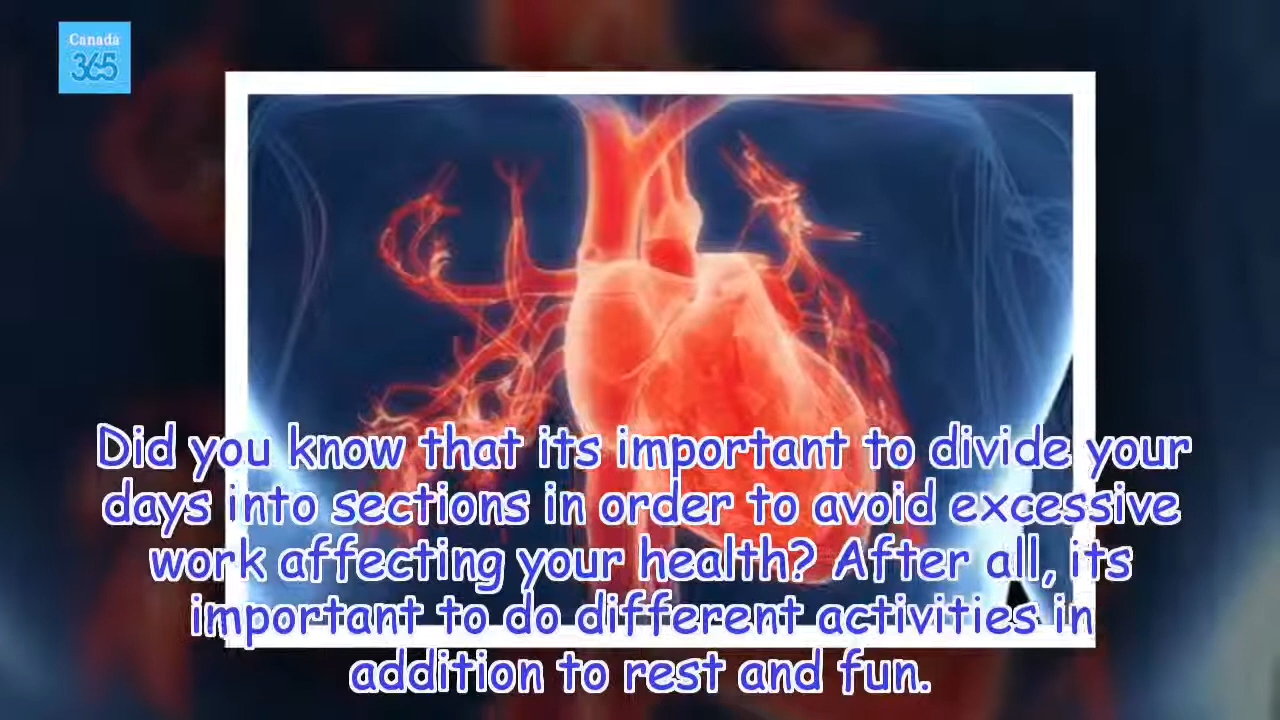 Canada
365
Did you know that its important to divide your
days into sections in order to avoid excessive
work affecting your health? After all, its
important to do different activities in
addition to rest and fun.